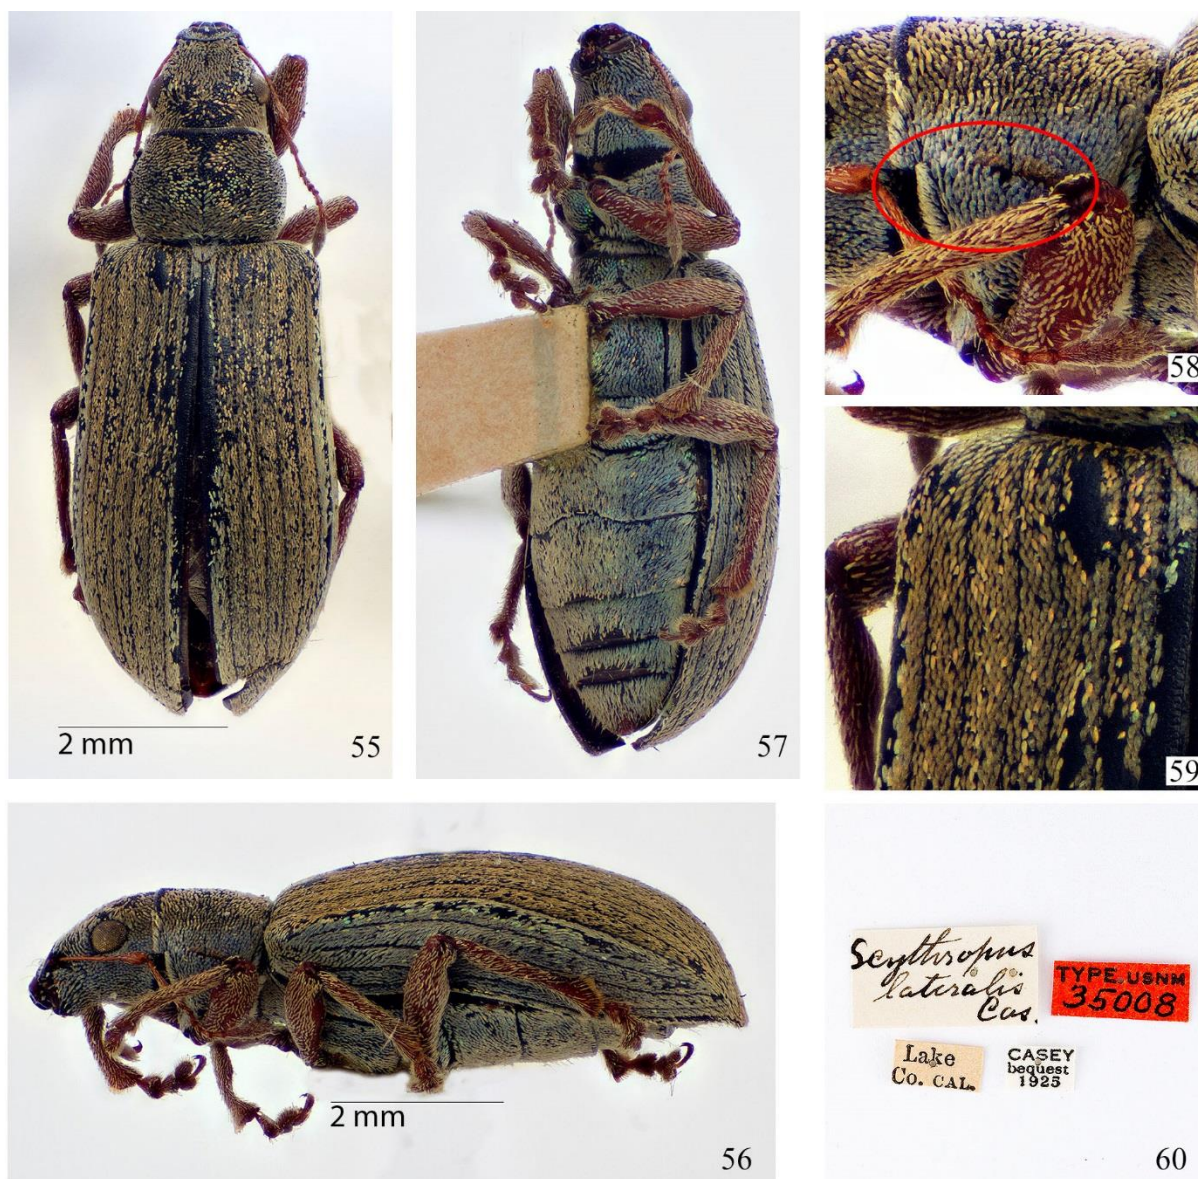 2 mm
55
57
58
59
2 mm
56
Scythropus
lateralis
Cas.
TYPE USNM
35008
Lake
Co. CAL.
CASEY
bequest
1925
60